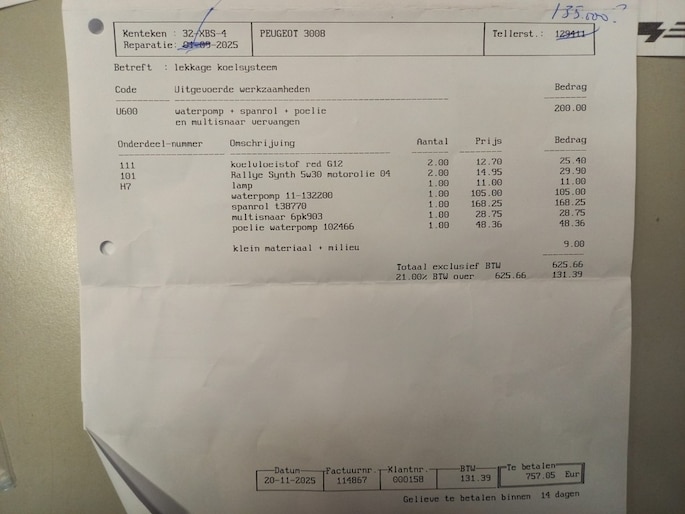 135.000.?
Kenteken : 32-XBS-4 PEUGEOT 3008 Tellerst.: 129411
Reparatie: 01-09-2025
Betreft : lekkage koelsysteem
Code Uitgevoerde werkzaamheden Bedrag
U600 waterpomp + spanrol + poelie 200.00
en multisnaar vervangen
Onderdeel-nummer Omschrijving Aantal Prijs Bedrag
111 koelvloeistof red G12 2.00 12.70 25.40
101 Rallye Synth 5w30 motorolie 04 2.00 14.95 29.90
H7 lamp 1.00 11.00 11.00
waterpomp 11-132200 1.00 105.00 105.00
spanrol t38770 1.00 168.25 168.25
multisnaar 6pk903 1.00 28.75 28.75
poelie waterpomp 102466 1.00 48.36 48.36
klein materiaal + milieu 9.00
Totaal exclusief BTW 625.66
21.00% BTW over 625.66 131.39
Datum Factuurnr. Klantnr. BTW Te betalen
20-11-2025 114867 000158 131.39 757.05 Eur
Gelieve te betalen binnen 14 dagen